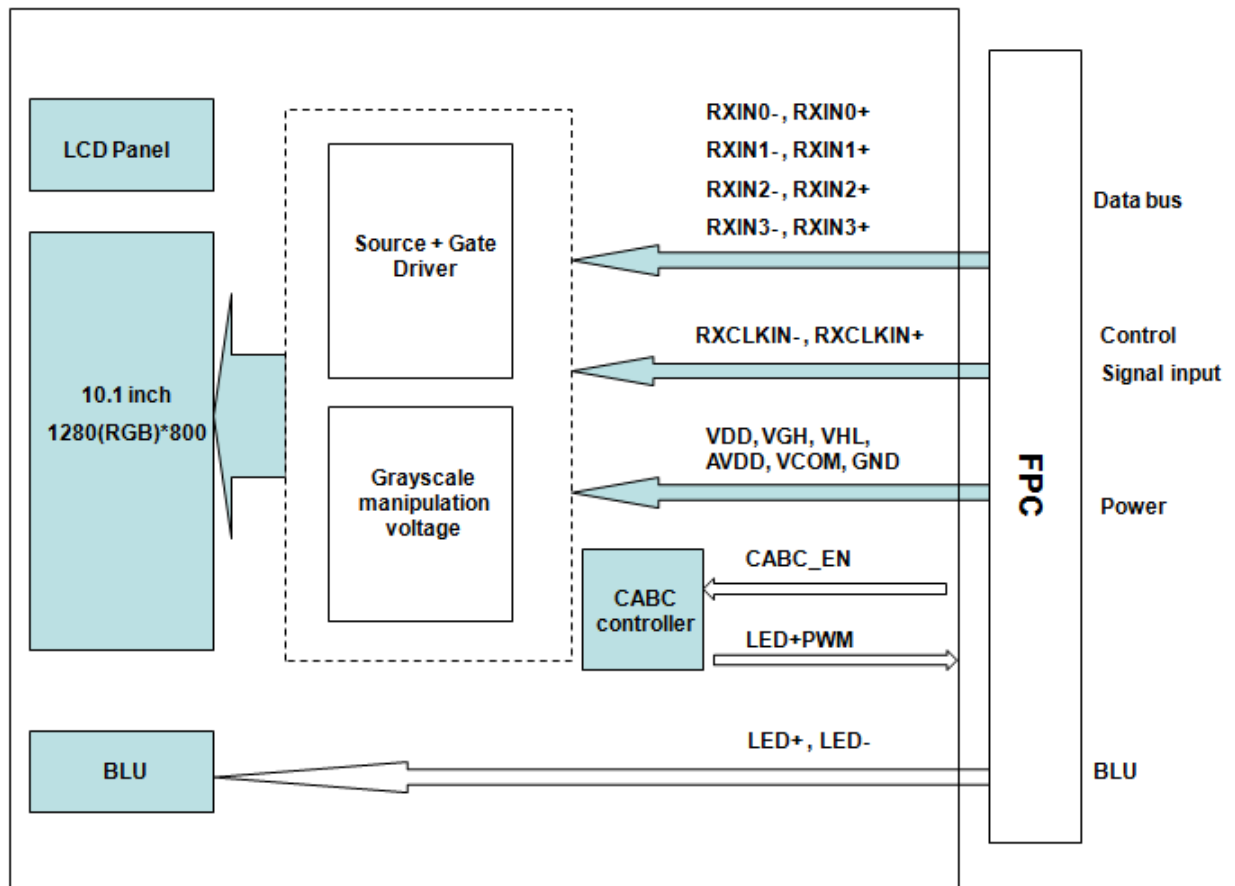 LCD Panel
10.1 inch
1280(RGB)*800
BLU
Source + Gate
Driver
Grayscale
manipulation
voltage
RXIN0-, RXIN0+
RXIN1-, RXIN1+
RXIN2-, RXIN2+
RXIN3-, RXIN3+
RXCLKIN-, RXCLKIN+
VDD, VGH, VHL,
AVDD, VCOM, GND
CABC
controller
CABC_EN
LED+PWM
LED+, LED-
FPC
Data bus
Control
Signal input
Power
BLU